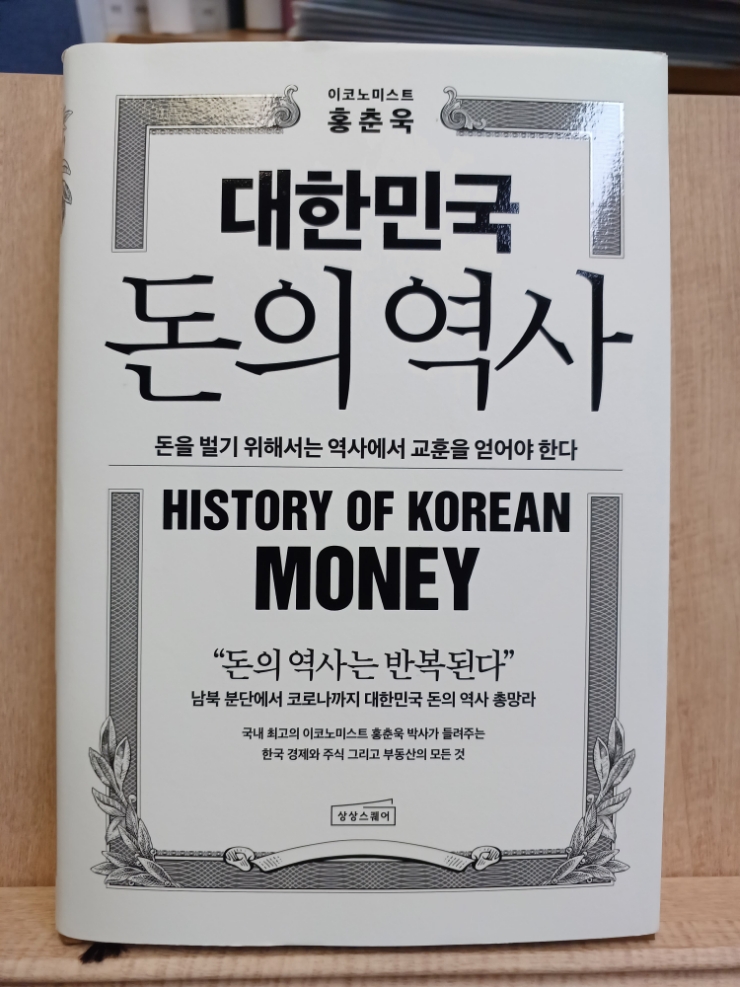 이코노미스트
홍춘욱
대한민국
돈의 역사
돈을 벌기 위해서는 역사에서 교훈을 얻어야 한다
HISTORY OF KOREAN
MONEY
“돈의 역사는 반복된다”
남북 분단에서 코로나까지 대한민국 돈의 역사 총망라
국내 최고의 이코노미스트 홍춘욱 박사가 들려주는
한국 경제와 주식 그리고 부동산의 모든 것
상상스퀘어